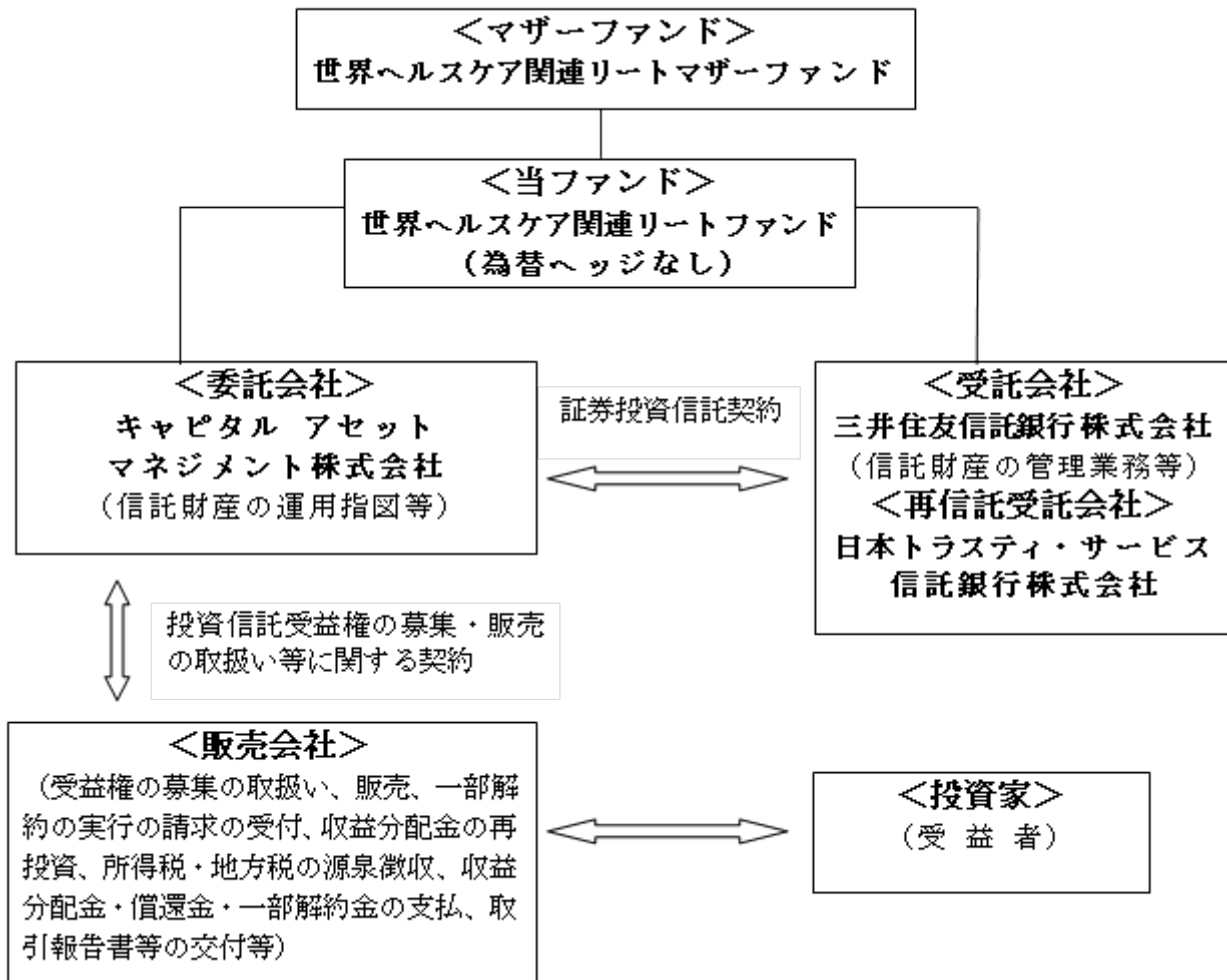 ＜マザーファンド＞
世界ヘルスケア関連リートマザーファンド
＜当ファンド＞
世界ヘルスケア関連リートファンド
（為替ヘッジなし）
＜委託会社＞
キャピタル アセット
マネジメント株式会社
（信託財産の運用指図等）
証券投資信託契約
＜受託会社＞
三井住友信託銀行株式会社
（信託財産の管理業務等）
＜再信託受託会社＞
日本トラスティ・サービス
信託銀行株式会社
投資信託受益権の募集・販売
の取扱い等に関する契約
＜販売会社＞
（受益権の募集の取扱い、販売、一部解
約の実行の請求の受付、収益分配金の再
投資、所得税・地方税の源泉徴収、収益
分配金・償還金・一部解約金の支払、取
引報告書等の交付等）
＜投資家＞
（受 益 者）